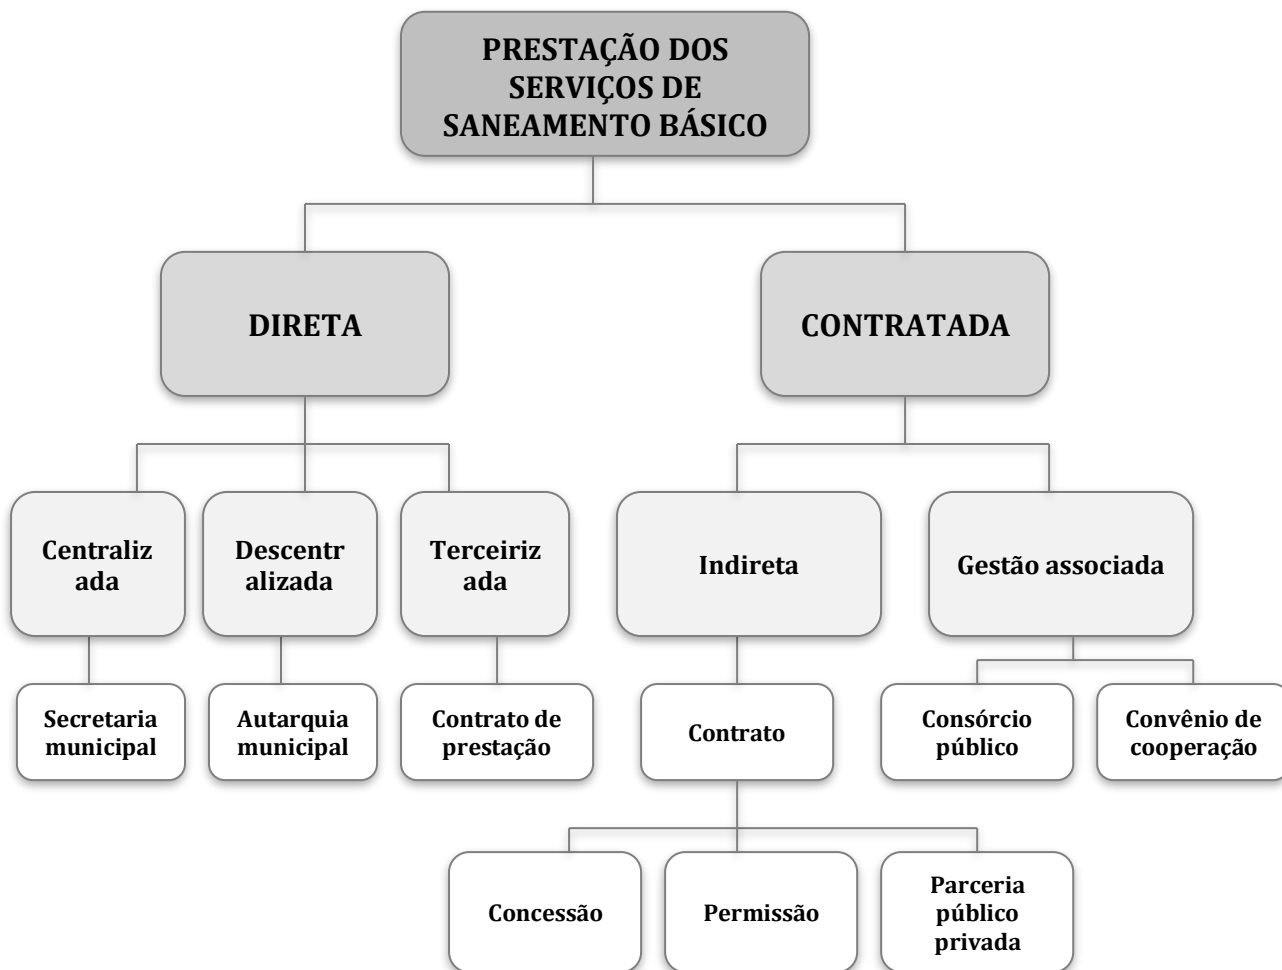 PRESTAÇÃO DOS
SERVIÇOS DE
SANEAMENTO BÁSICO
DIRETA
CONTRATADA
Centraliz
ada
Descentr
alizada
Terceiriz
ada
Indireta
Gestão associada
Secretaria
municipal
Autarquia
municipal
Contrato de
prestação
Contrato
Consórcio
público
Convênio de
cooperação
Concessão
Permissão
Parceria
público
privada